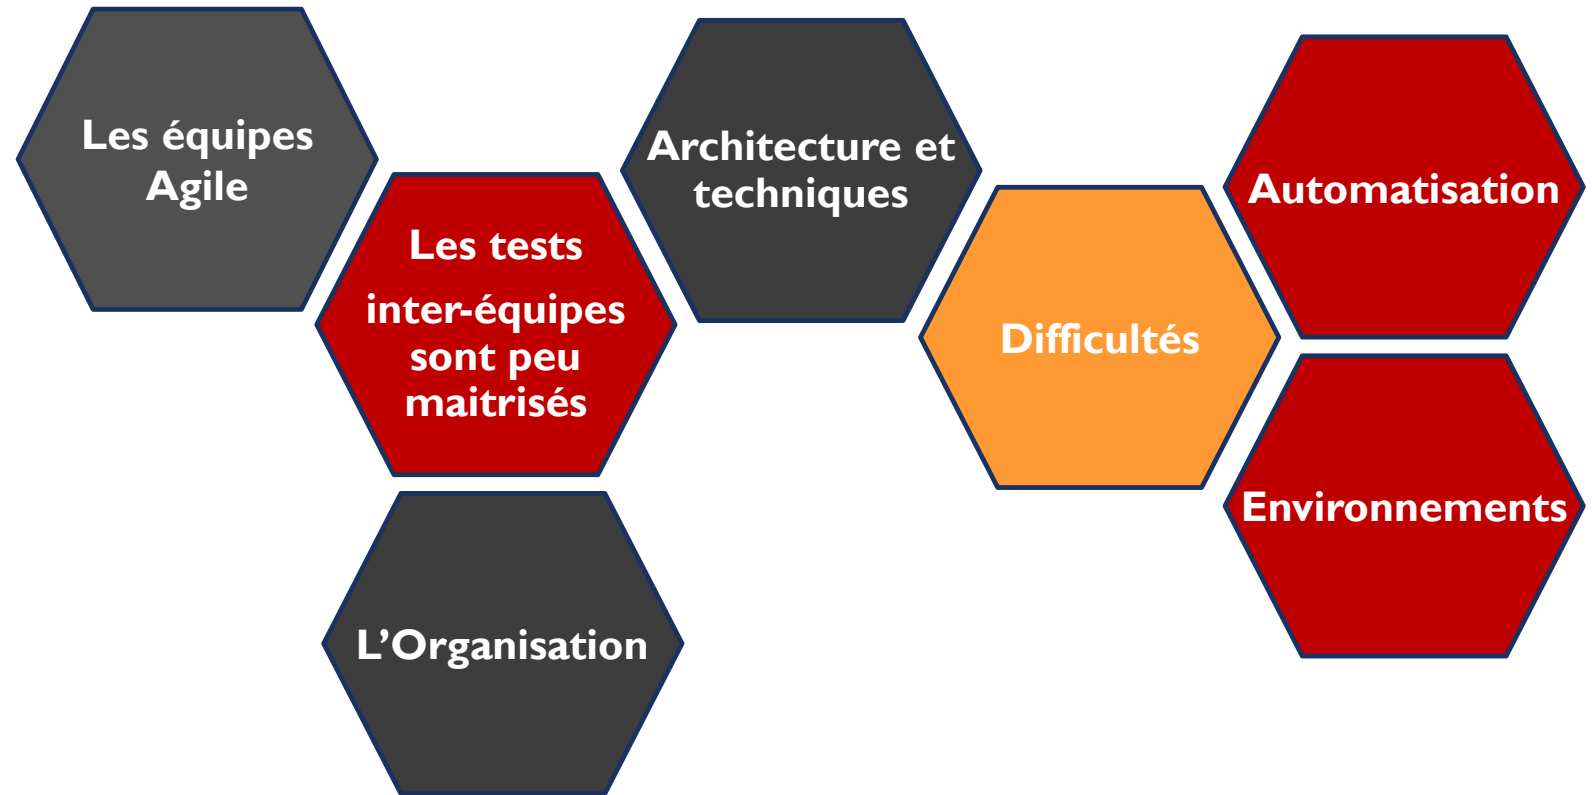 Les équipes
Agile
Les tests
inter-équipes
sont peu
maitrisés
L’Organisation
Architecture et
techniques
Difficultés
Automatisation
Environnements